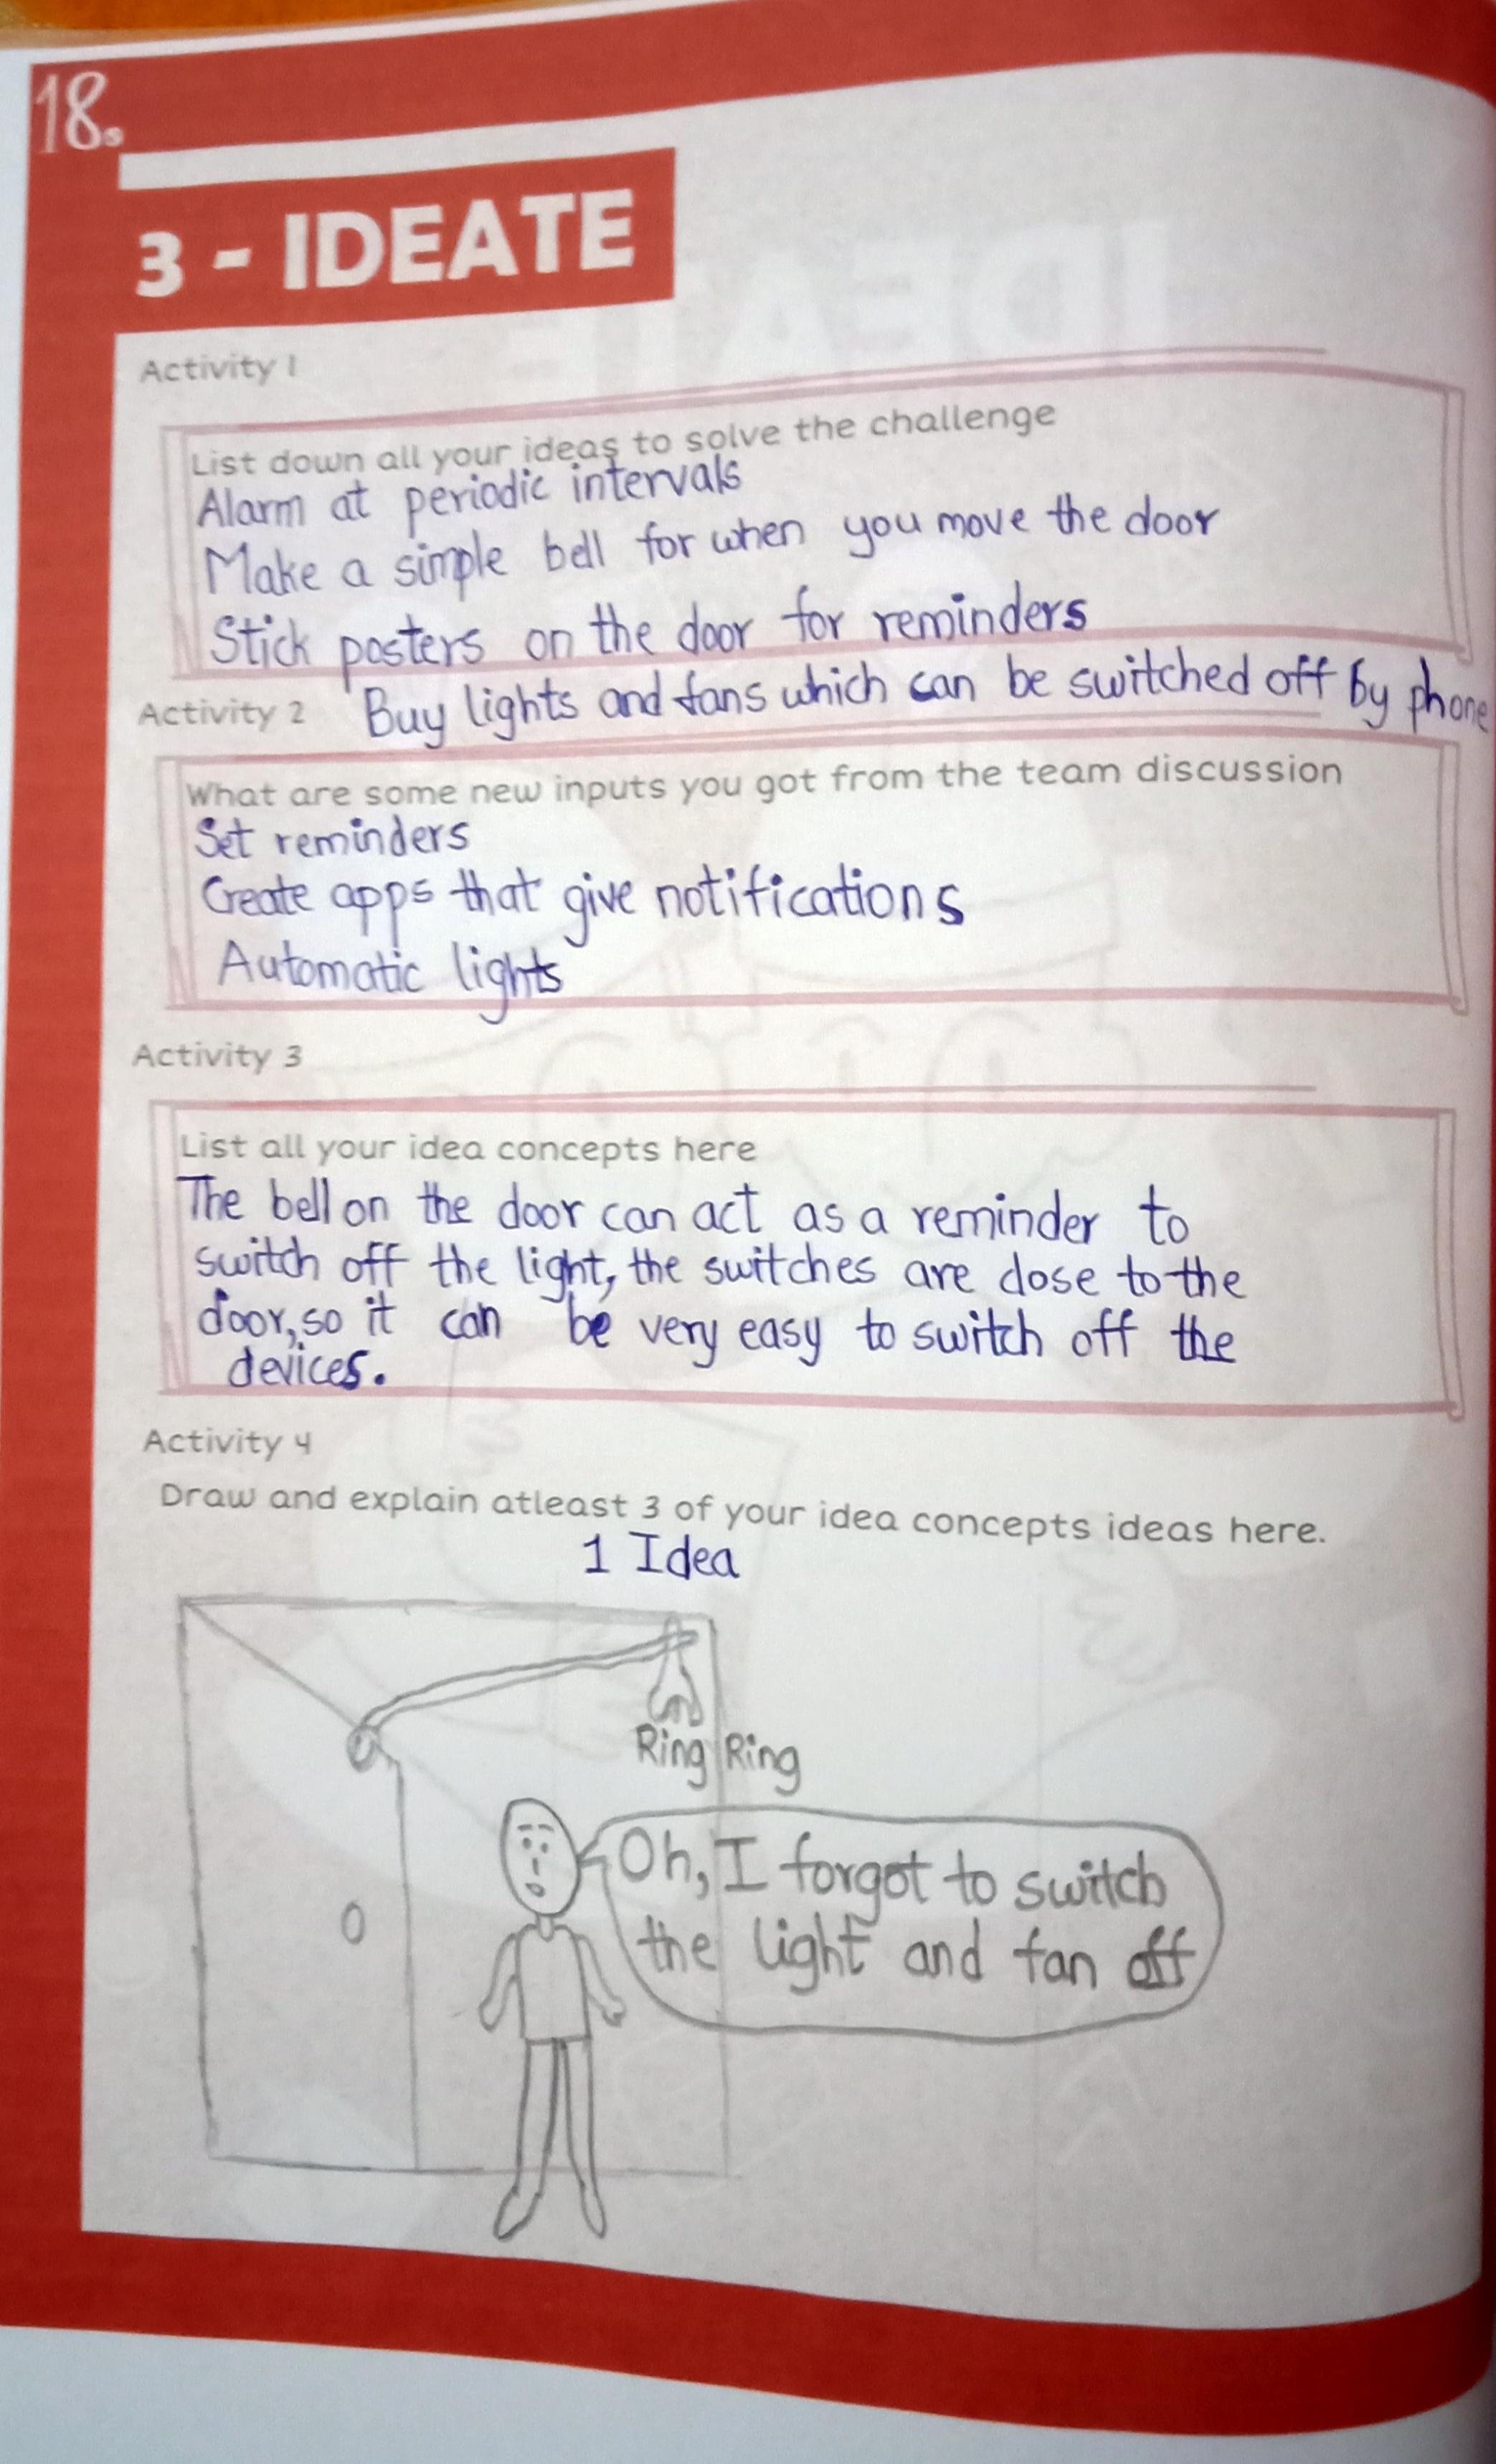 18.
3 - IDEATE
Activity 1
List down all your ideas to solve the challenge
Alarm at periodic intervals
Make a simple bell for when you move the door
Stick posters on the door for reminders
Buy lights and fans which can be switched off by phone
Activity 2
What are some new inputs you got from the team discussion
Set reminders
Create apps that give notifications
Automatic lights
Activity 3
List all your idea concepts here
The bell on the door can act as a reminder to
switch off the light, the switches are close to the
door, so it can be very easy to switch off the
devices.
Activity 4
Draw and explain atleast 3 of your idea concepts ideas here.
1 Idea
Ring Ring
Oh, I forgot to switch
the light and fan off